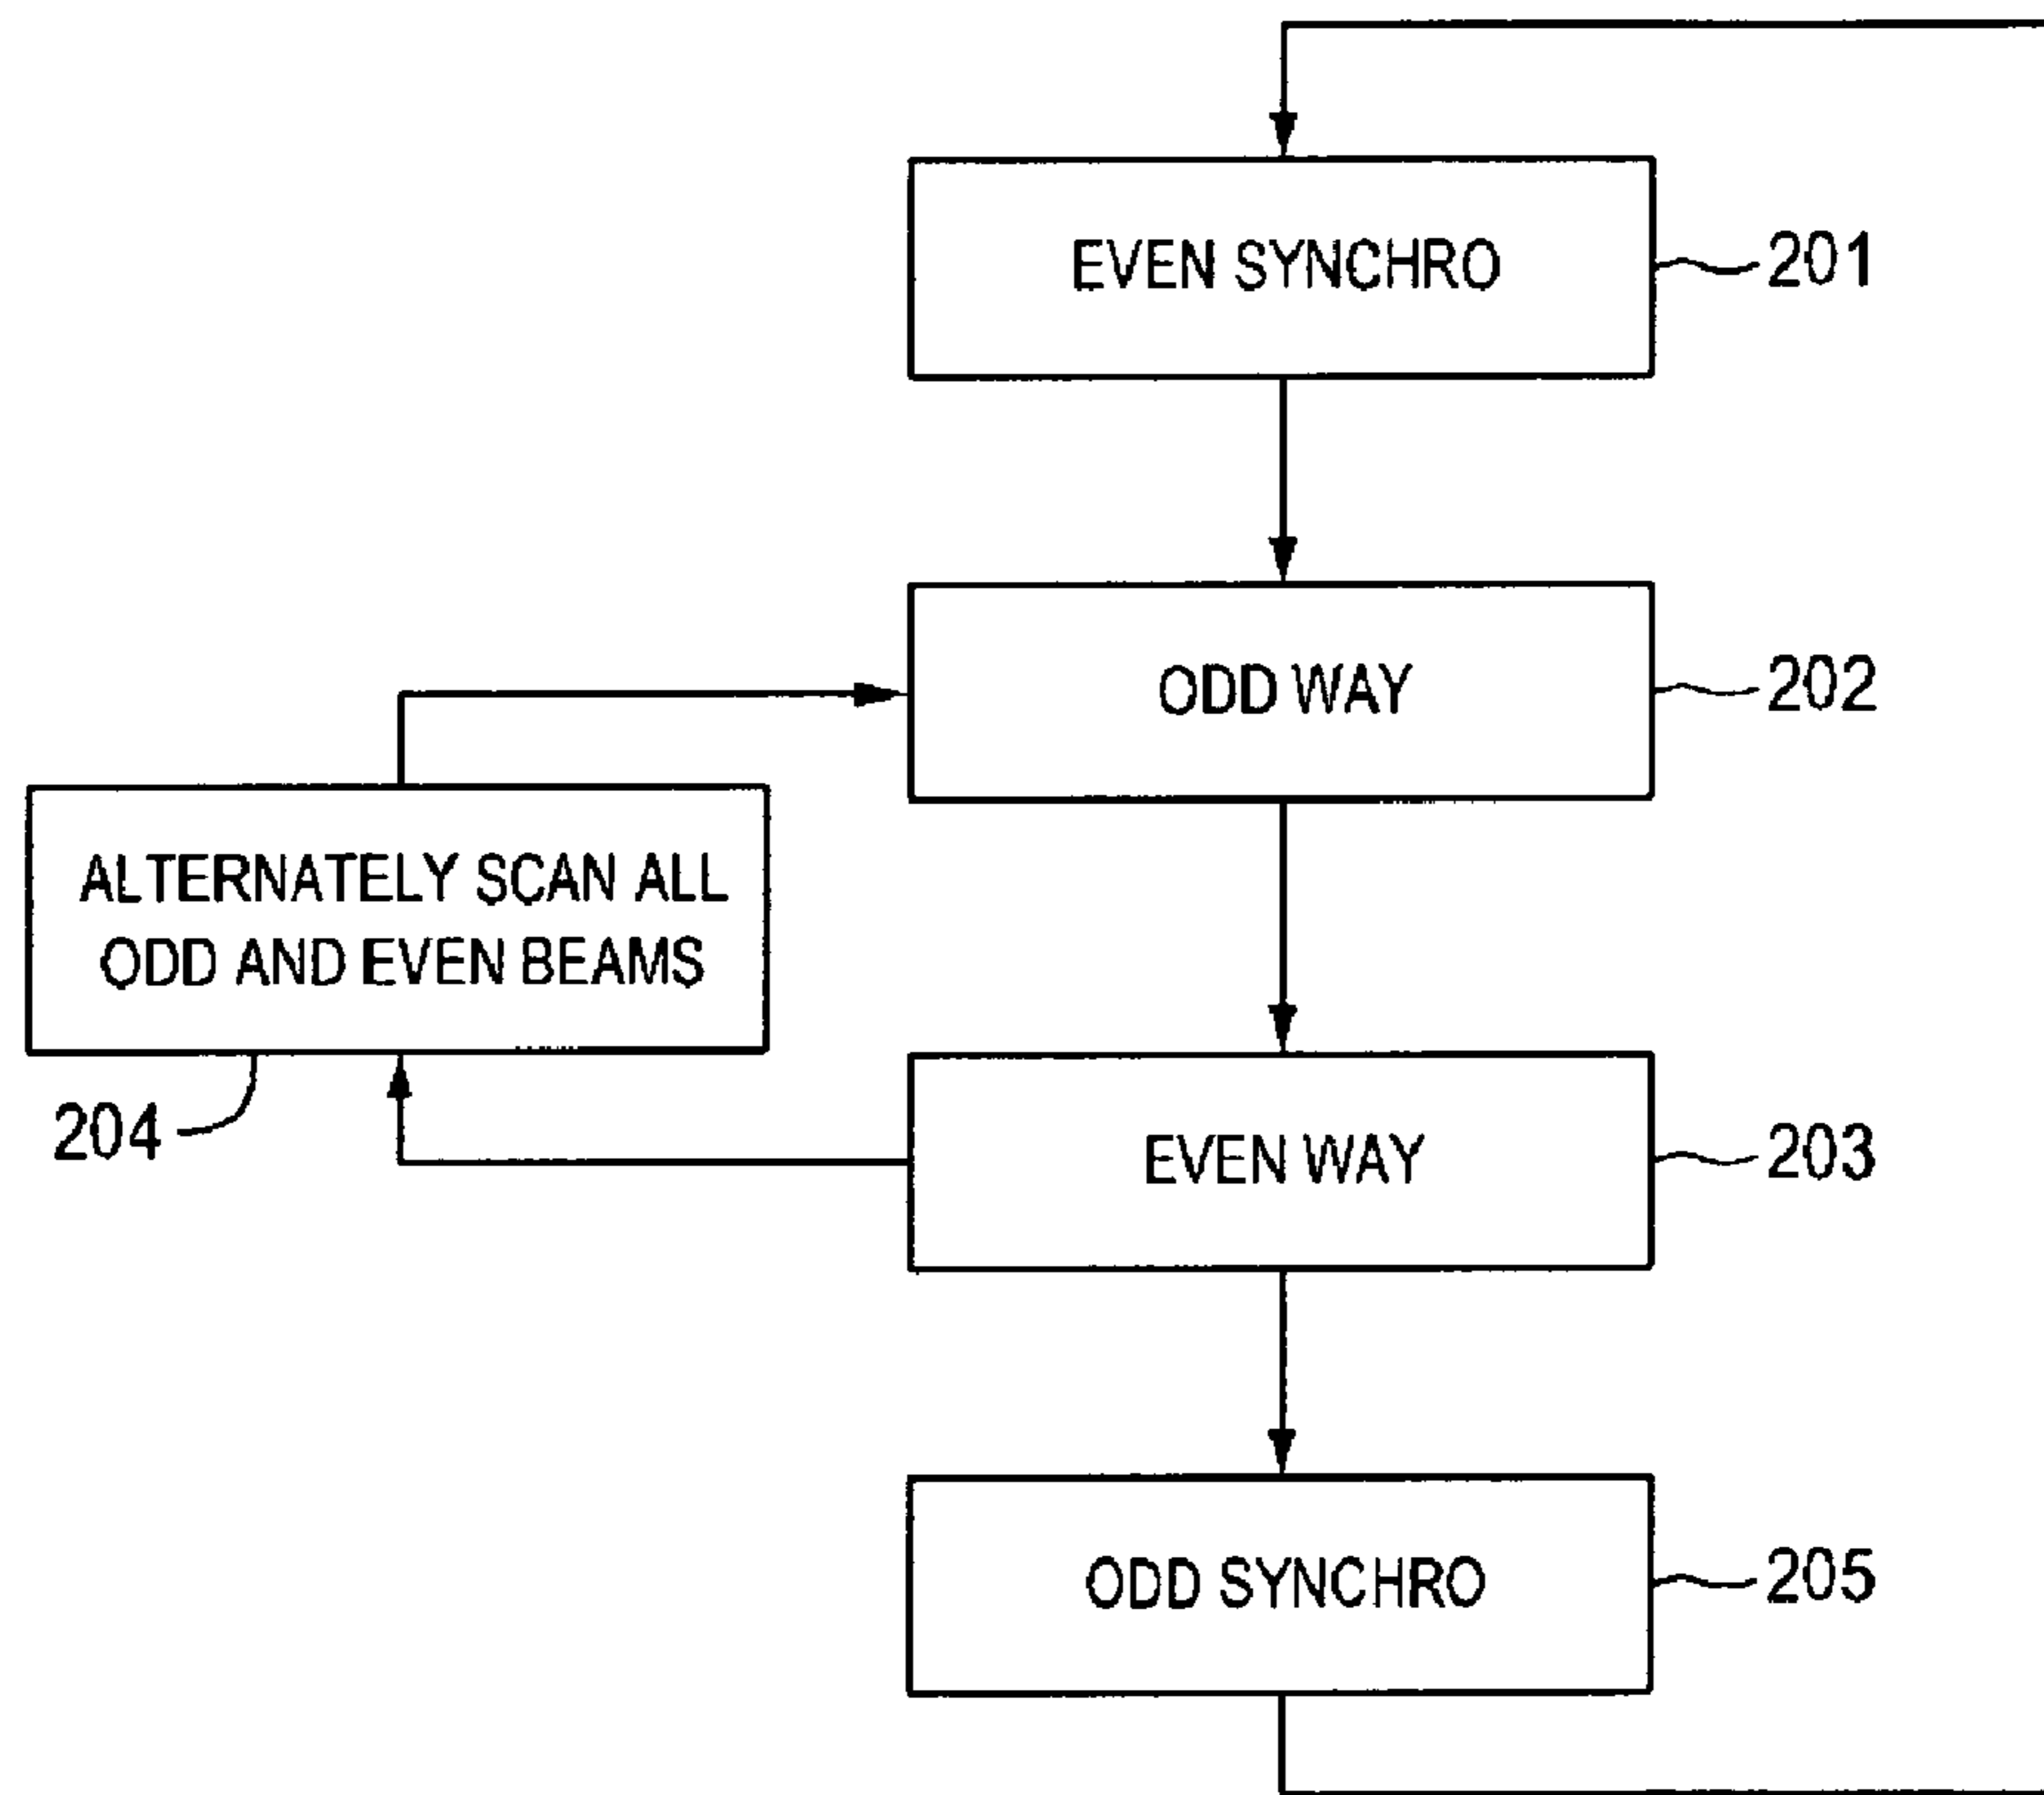 EVEN SYNCHRO
201
ODD WAY
202
ALTERNATELY SCAN ALL
ODD AND EVEN BEAMS
204
EVEN WAY
203
ODD SYNCHRO
205